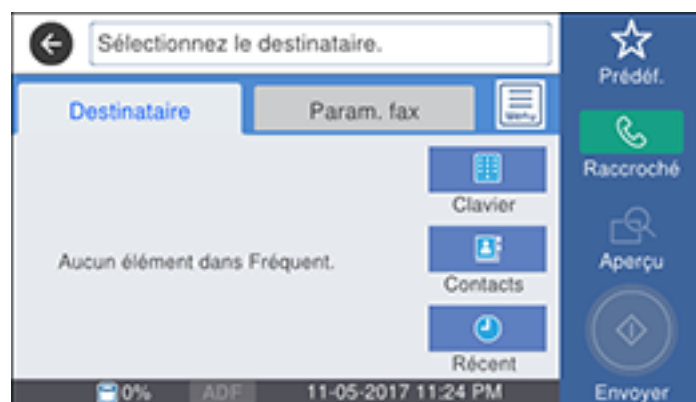 Sélectionnez le destinataire.
Prédéf.
Destinataire
Param. fax
Menu
Raccroché
Clavier
Aucun élément dans Fréquent.
Contacts
Aperçu
Récent
0%
ADF
11-05-2017 11:24 PM
Envoyer